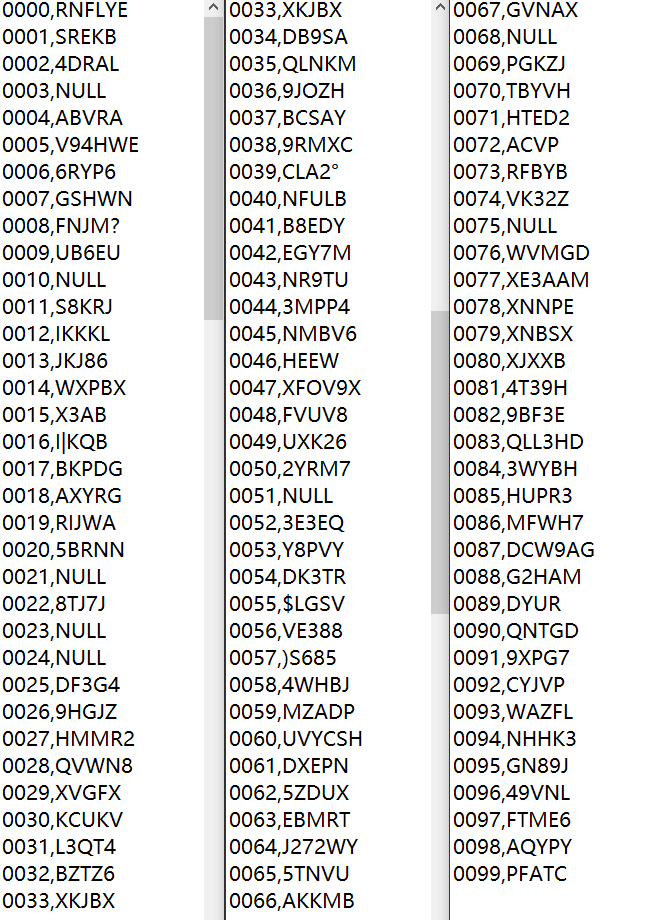 0000,RNFLYE
0001,SREKB
0002,4DRAL
0003,NULL
0004,ABVRA
0005,V94HWE
0006,6RYP6
0007,GSHWN
0008,FNJM?
0009,UB6EU
0010,NULL
0011,S8KRJ
0012,IKKKL
0013,JKJ86
0014,WXPBX
0015,X3AB
0016,I|KQB
0017,BKPDG
0018,AXYRG
0019,RIJWA
0020,5BRNN
0021,NULL
0022,8TJ7J
0023,NULL
0024,NULL
0025,DF3G4
0026,9HGJZ
0027,HMMR2
0028,QVWN8
0029,XVGFX
0030,KCUKV
0031,L3QT4
0032,BZTZ6
0033,XKJBX
0033,XKJBX
0034,DB9SA
0035,QLNKM
0036,9JOZH
0037,BCSAY
0038,9RMXC
0039,CLA2°
0040,NFULB
0041,B8EDY
0042,EGY7M
0043,NR9TU
0044,3MPP4
0045,NMBV6
0046,HEEW
0047,XFOV9X
0048,FVUV8
0049,UXK26
0050,2YRM7
0051,NULL
0052,3E3EQ
0053,Y8PVY
0054,DK3TR
0055,$LGSV
0056,VE388
0057,)S685
0058,4WHBJ
0059,MZADP
0060,UVYCSH
0061,DXEPN
0062,5ZDUX
0063,EBMRT
0064,J272WY
0065,5TNVU
0066,AKKMB
0067,GVNAX
0068,NULL
0069,PGKZJ
0070,TBYVH
0071,HTED2
0072,ACVP
0073,RFBYB
0074,VK32Z
0075,NULL
0076,WVMGD
0077,XE3AAM
0078,XNNPE
0079,XNBSX
0080,XJXXB
0081,4T39H
0082,9BF3E
0083,QLL3HD
0084,3WYBH
0085,HUPR3
0086,MFWH7
0087,DCW9AG
0088,G2HAM
0089,DYUR
0090,QNTGD
0091,9XPG7
0092,CYJVP
0093,WAZFL
0094,NHHK3
0095,GN89J
0096,49VNL
0097,FTME6
0098,AQYPY
0099,PFATC